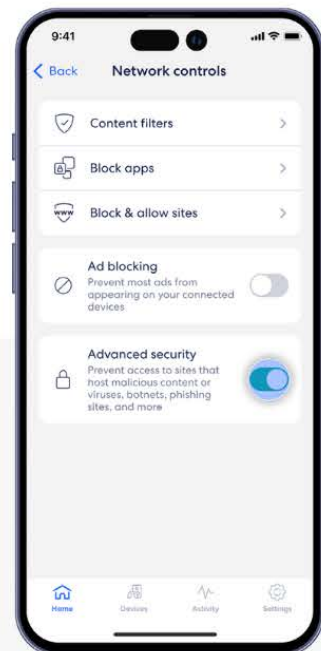 9:41
Back
Network controls
Content filters
Block apps
www
Block & allow sites
Ad blocking
Prevent most ads from
appearing on your connected
devices
Advanced security
Prevent access to sites that
host malicious content or
viruses, botnets, phishing
sites, and more
Home
Devices
Activity
Settings